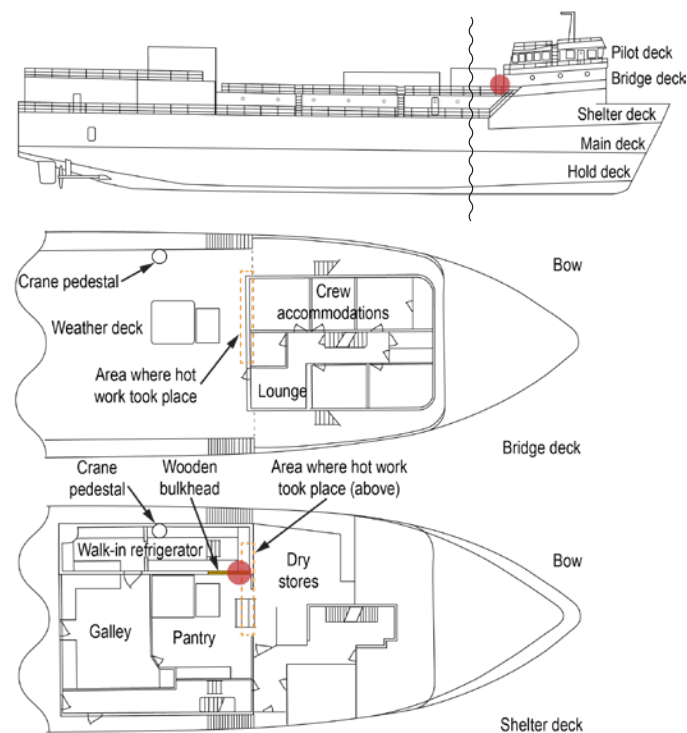 Pilot deck
Bridge deck
Shelter deck
Main deck
Hold deck
Bow
Crane pedestal
Crew
accommodations
Weather deck
Area where hot
work took place
Lounge
Bridge deck
Crane
pedestal
Wooden
bulkhead
Area where hot work
took place (above)
Walk-in refrigerator
Dry
stores
Bow
Galley
Pantry
Shelter deck